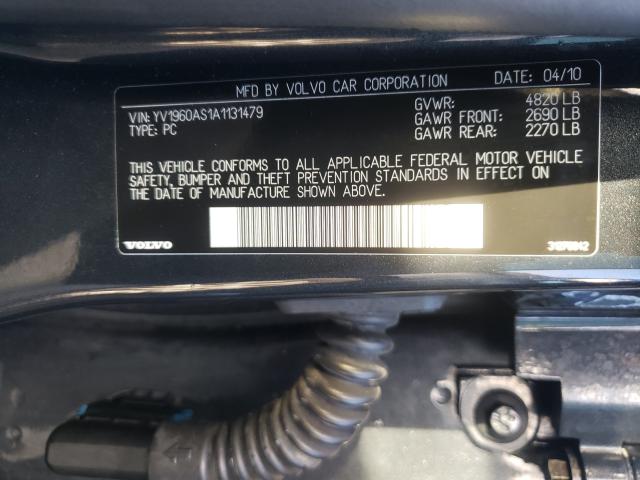 MFD BY VOLVO CAR CORPORATION DATE: 04/10
VIN: YV1960AS1A1131479 GVWR: 4820 LB
TYPE: PC GAWR FRONT: 2690 LB
GAWR REAR: 2270 LB
THIS VEHICLE CONFORMS TO ALL APPLICABLE FEDERAL MOTOR VEHICLE
SAFETY, BUMPER AND THEFT PREVENTION STANDARDS IN EFFECT ON
THE DATE OF MANUFACTURE SHOWN ABOVE.
VOLVO